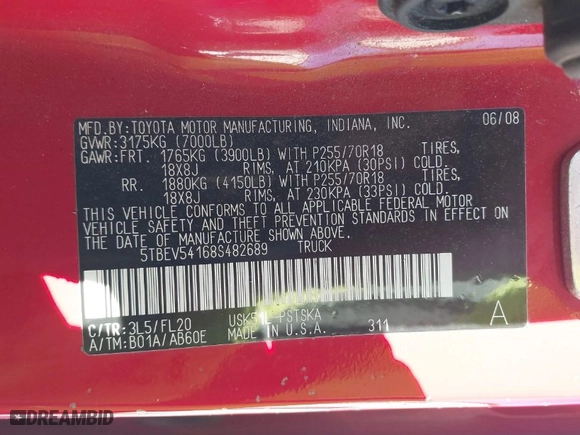 MFD.BY:TOYOTA MOTOR MANUFACTURING, INDIANA, INC. 06/08
GVWR:3175KG (7000LB)
GAWR:FRT. 1765KG (3900LB) WITH P255/70R18 TIRES,
18X8J RIMS, AT 210KPA (30PSI) COLD.
RR. 1880KG (4150LB) WITH P255/70R18 TIRES,
18X8J RIMS, AT 230KPA (33PSI) COLD.
THIS VEHICLE CONFORMS TO ALL APPLICABLE FEDERAL MOTOR
VEHICLE SAFETY AND THEFT PREVENTION STANDARDS IN EFFECT
ON THE DATE OF MANUFACTURE SHOWN ABOVE.
5TBEV54168S482689 TRUCK
C/TR:3L5/FL20 PSTSKA
A/TM:B01A/AB60E MADE IN U.S.A. 311 A
DREAMBID